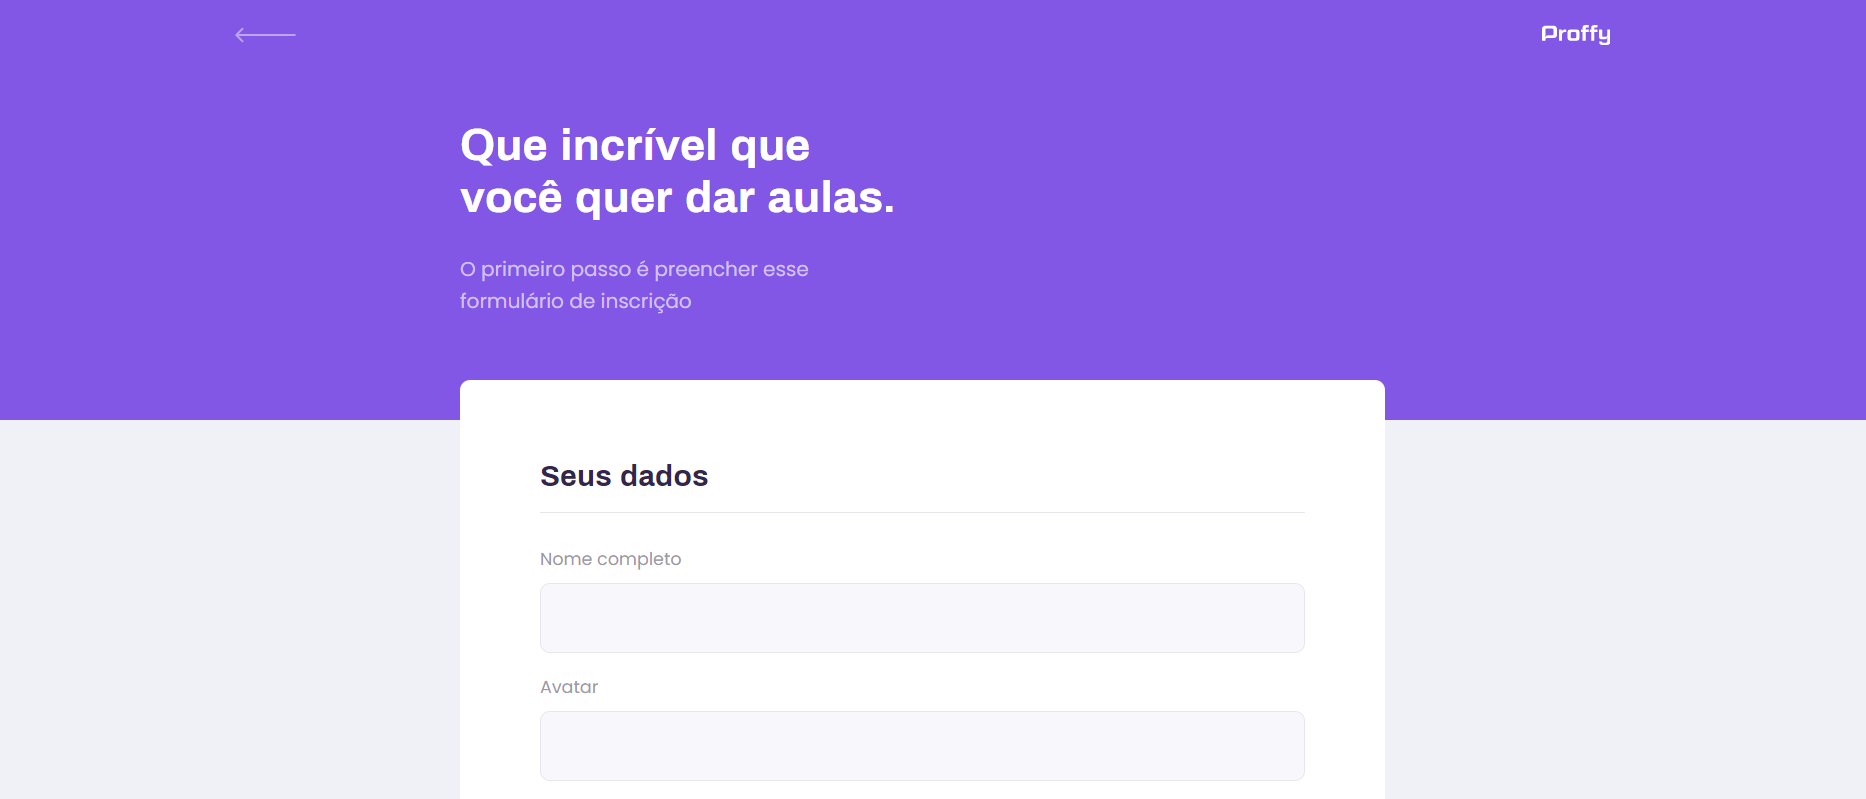 Proffy
Que incrível que
você quer dar aulas.
O primeiro passo é preencher esse
formulário de inscrição
Seus dados
Nome completo
Avatar